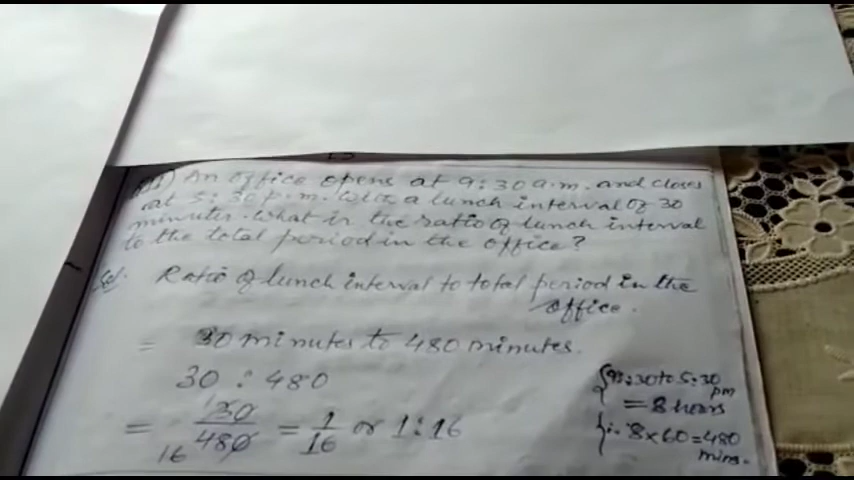 An office opens at 9:30 a.m. and closes
at 5:30 p.m. with a lunch interval of 30
minutes. What is the ratio of lunch interval
to the total period in the office?
Sol. Ratio of lunch interval to total period in the
office.
= 30 minutes to 480 minutes.
30 : 480
= 30/480 = 1/16 or 1:16
16
{9:30 to 5:30
pm
= 8 hours
∴ 8×60=480
mins.